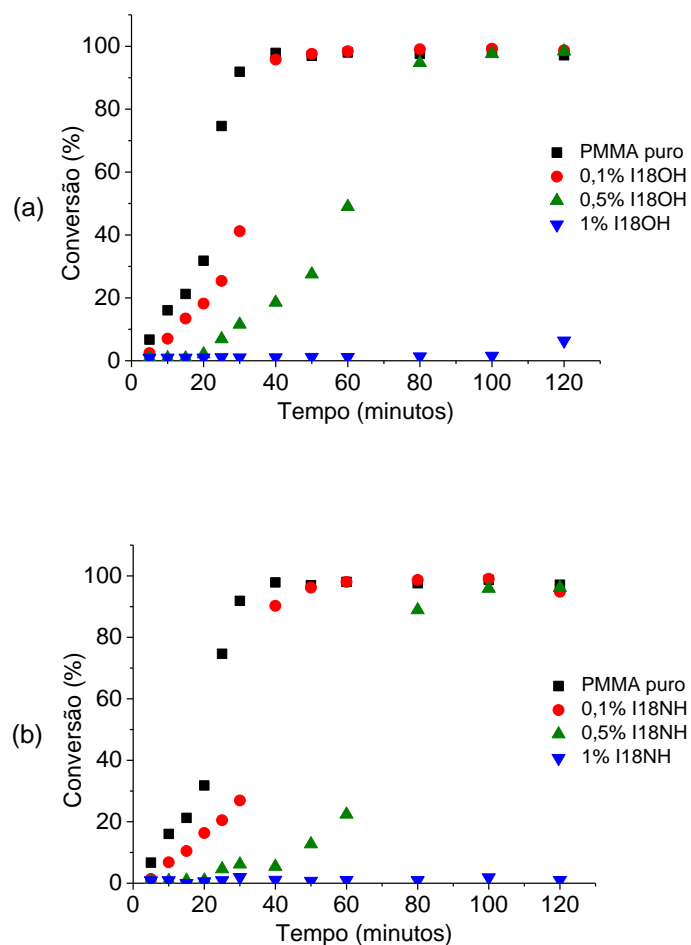 (a)
Conversão (%)
100
80
60
40
20
0
0 20 40 60 80 100 120
Tempo (minutos)
PMMA puro
0,1% I18OH
0,5% I18OH
1% I18OH
(b)
Conversão (%)
100
80
60
40
20
0
0 20 40 60 80 100 120
Tempo (minutos)
PMMA puro
0,1% I18NH
0,5% I18NH
1% I18NH